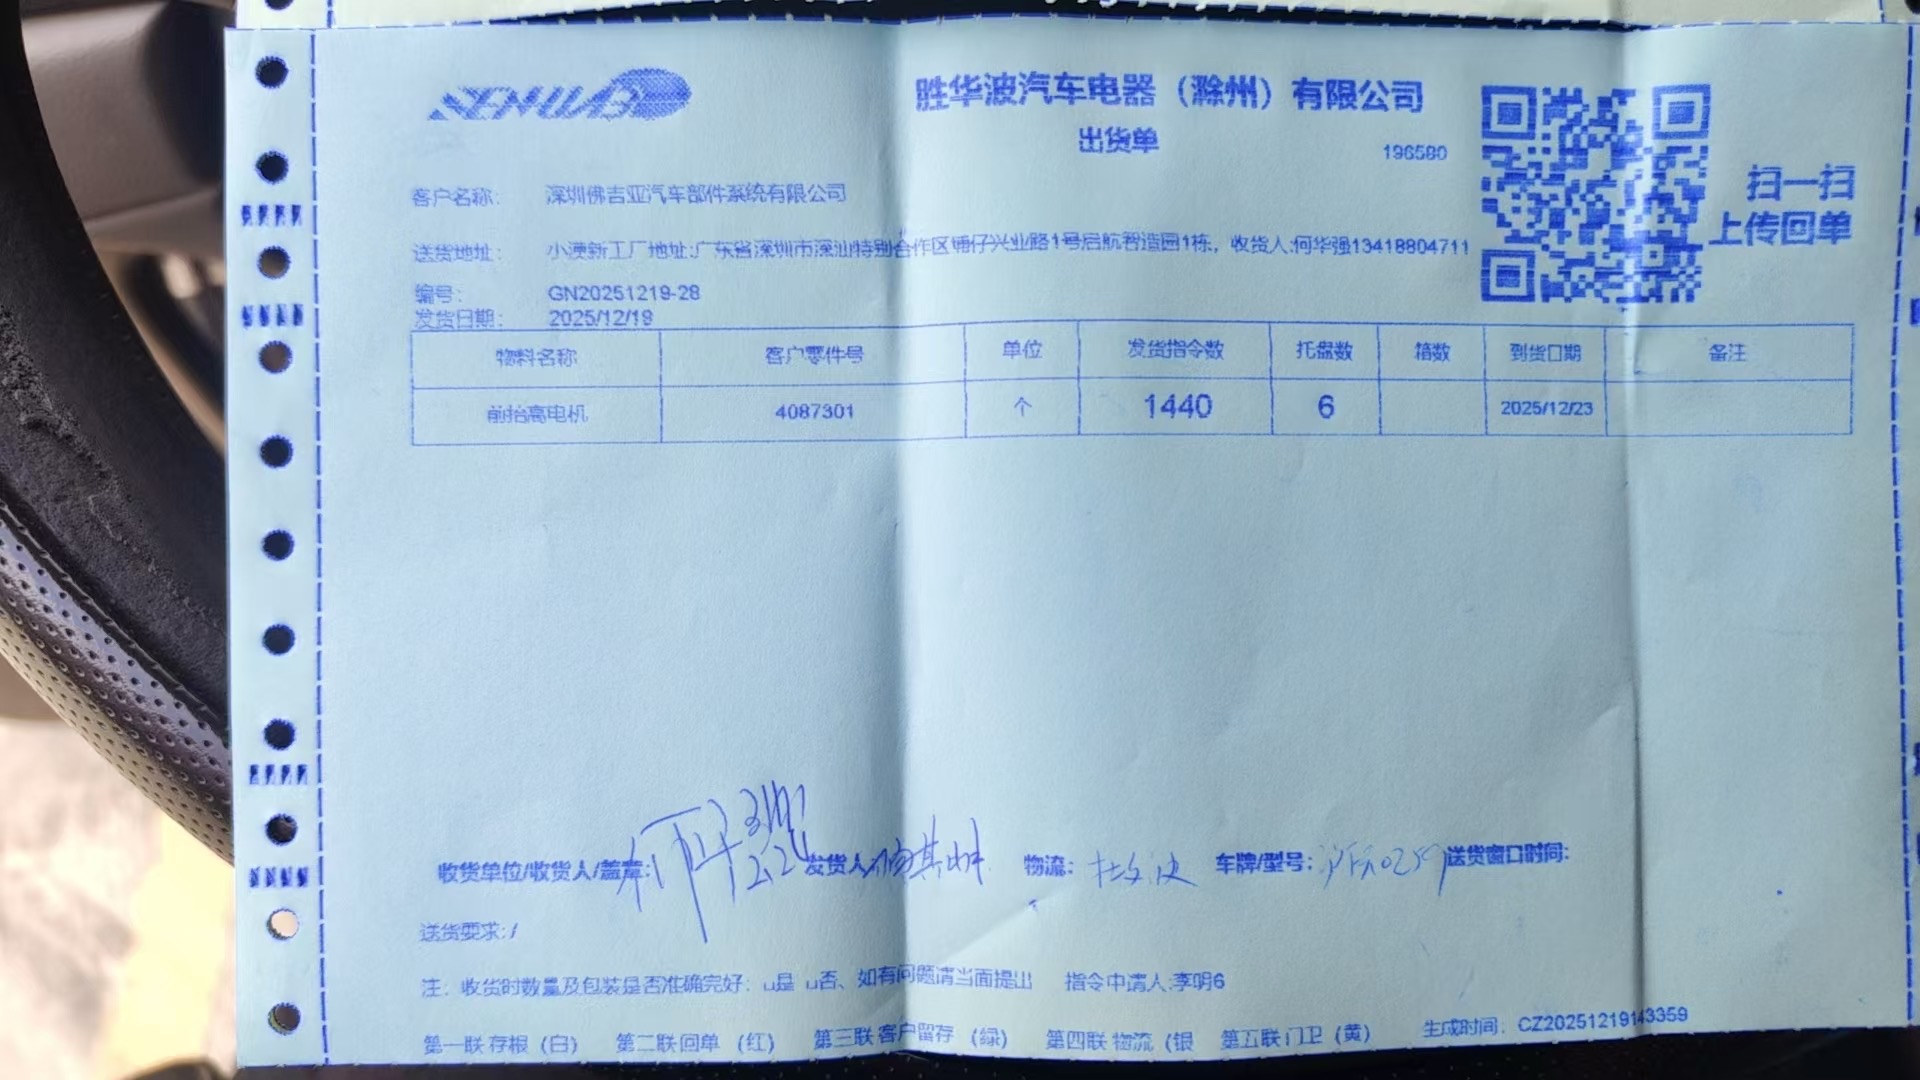 SENHUAB
胜华波汽车电器（滁州）有限公司
出货单
196580
扫一扫
上传回单
客户名称： 深圳佛吉亚汽车部件系统有限公司
送货地址： 小漠新工厂地址:广东省深圳市深汕特别合作区鹅仔兴业路1号启航智造园1栋，收货人:何华强13418804711
编号： GN20251219-28
发货日期： 2025/12/19
物料名称 客户零件号 单位 发货指令数 托盘数 箱数 到货日期 备注
前抬高电机 4087301 个 1440 6 2025/12/23
收货单位/收货人/盖章: 何华强 发货人 物流： 车牌/型号： 送货窗口时间:
送货要求:/
注：收货时数量及包装是否准确完好：u是 u否、如有问题请当面提出 指令申请人:李明6
第一联 存根（白） 第二联 回单 （红） 第三联 客户留存 （绿） 第四联 物流（银 第五联 门卫（黄） 生成时间：CZ20251219143359